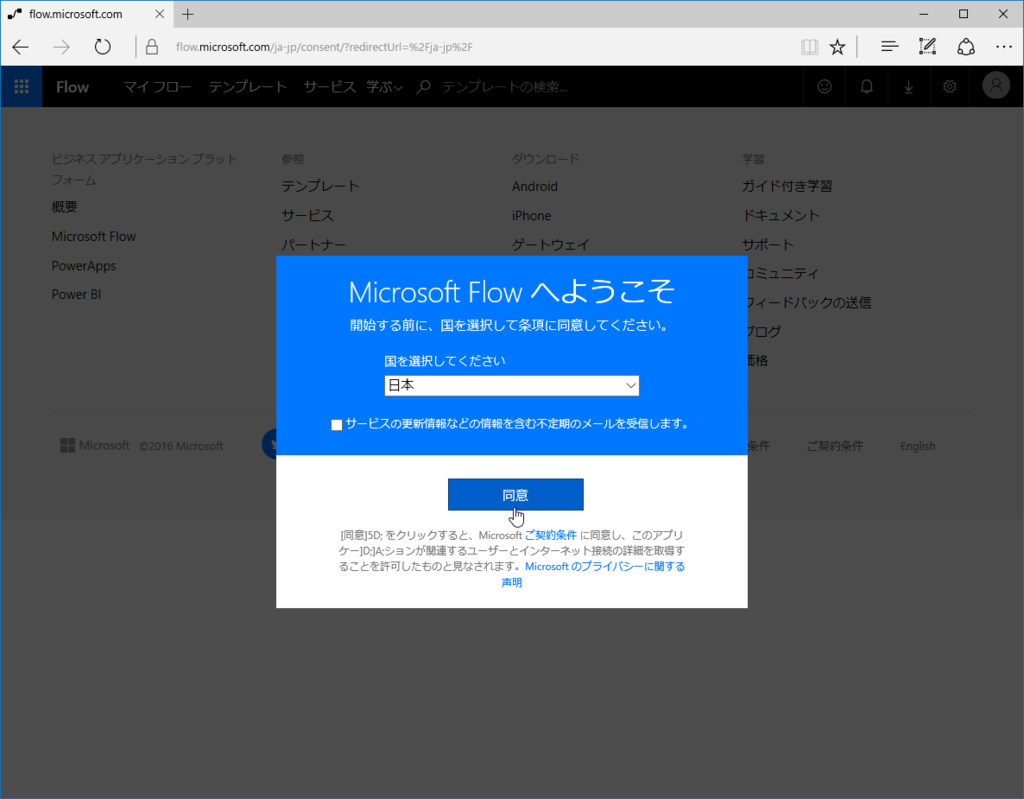 flow.microsoft.com
flow.microsoft.com/ja-jp/consent/?redirectUrl=%2Fja-jp%2F
Flow マイ フロー テンプレート サービス 学ぶ テンプレートの検索...
ビジネス アプリケーション プラット
フォーム
概要
Microsoft Flow
PowerApps
Power BI
参照
テンプレート
サービス
パートナー
ダウンロード
Android
iPhone
ゲートウェイ
学習
ガイド付き学習
ドキュメント
サポート
コミュニティ
フィードバックの送信
ブログ
価格
Microsoft Flow へようこそ
開始する前に、国を選択して条項に同意してください。
国を選択してください
日本
サービスの更新情報などの情報を含む不定期のメールを受信します。
同意
[同意]5D; をクリックすると、Microsoft ご契約条件 に同意し、このアプリ
ケー]D;]A;ションが関連するユーザーとインターネット接続の詳細を取得す
ることを許可したものと見なされます。Microsoft のプライバシーに関する
声明
Microsoft ©2016 Microsoft
条件 ご契約条件 English